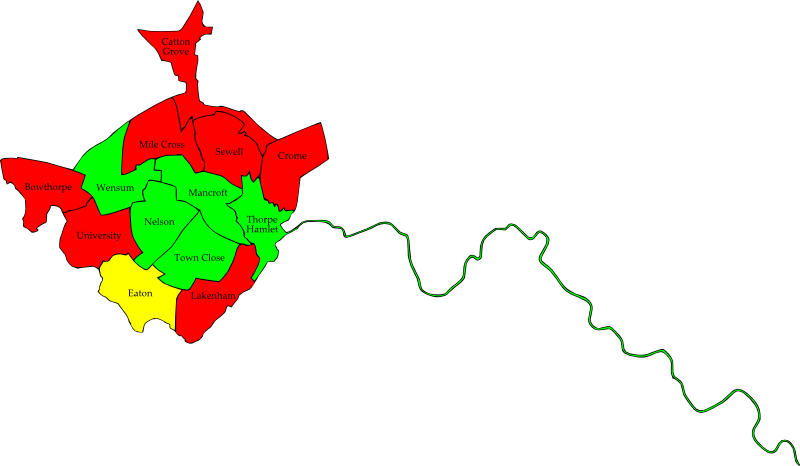 Catton
Grove
Mile Cross
Sewell
Crome
Bowthorpe
Wensum
Mancroft
Nelson
Thorpe
Hamlet
University
Town Close
Eaton
Lakenham